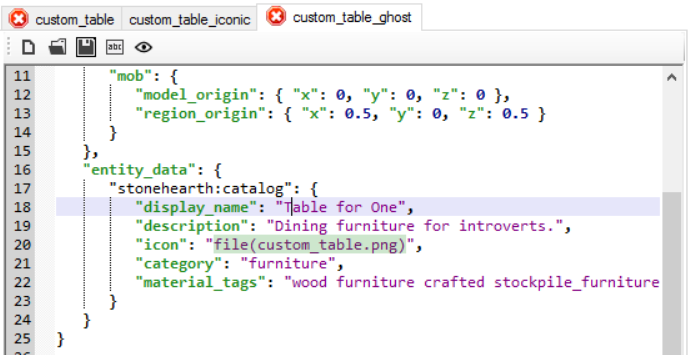 custom_table custom_table_iconic custom_table_ghost
abc
11 "mob": {
12 "model_origin": { "x": 0, "y": 0, "z": 0 },
13 "region_origin": { "x": 0.5, "y": 0, "z": 0.5 }
14 }
15 },
16 "entity_data": {
17 "stonehearth:catalog": {
18 "display_name": "Table for One",
19 "description": "Dining furniture for introverts.",
20 "icon": "file(custom_table.png)",
21 "category": "furniture",
22 "material_tags": "wood furniture crafted stockpile_furniture
23 }
24 }
25 }